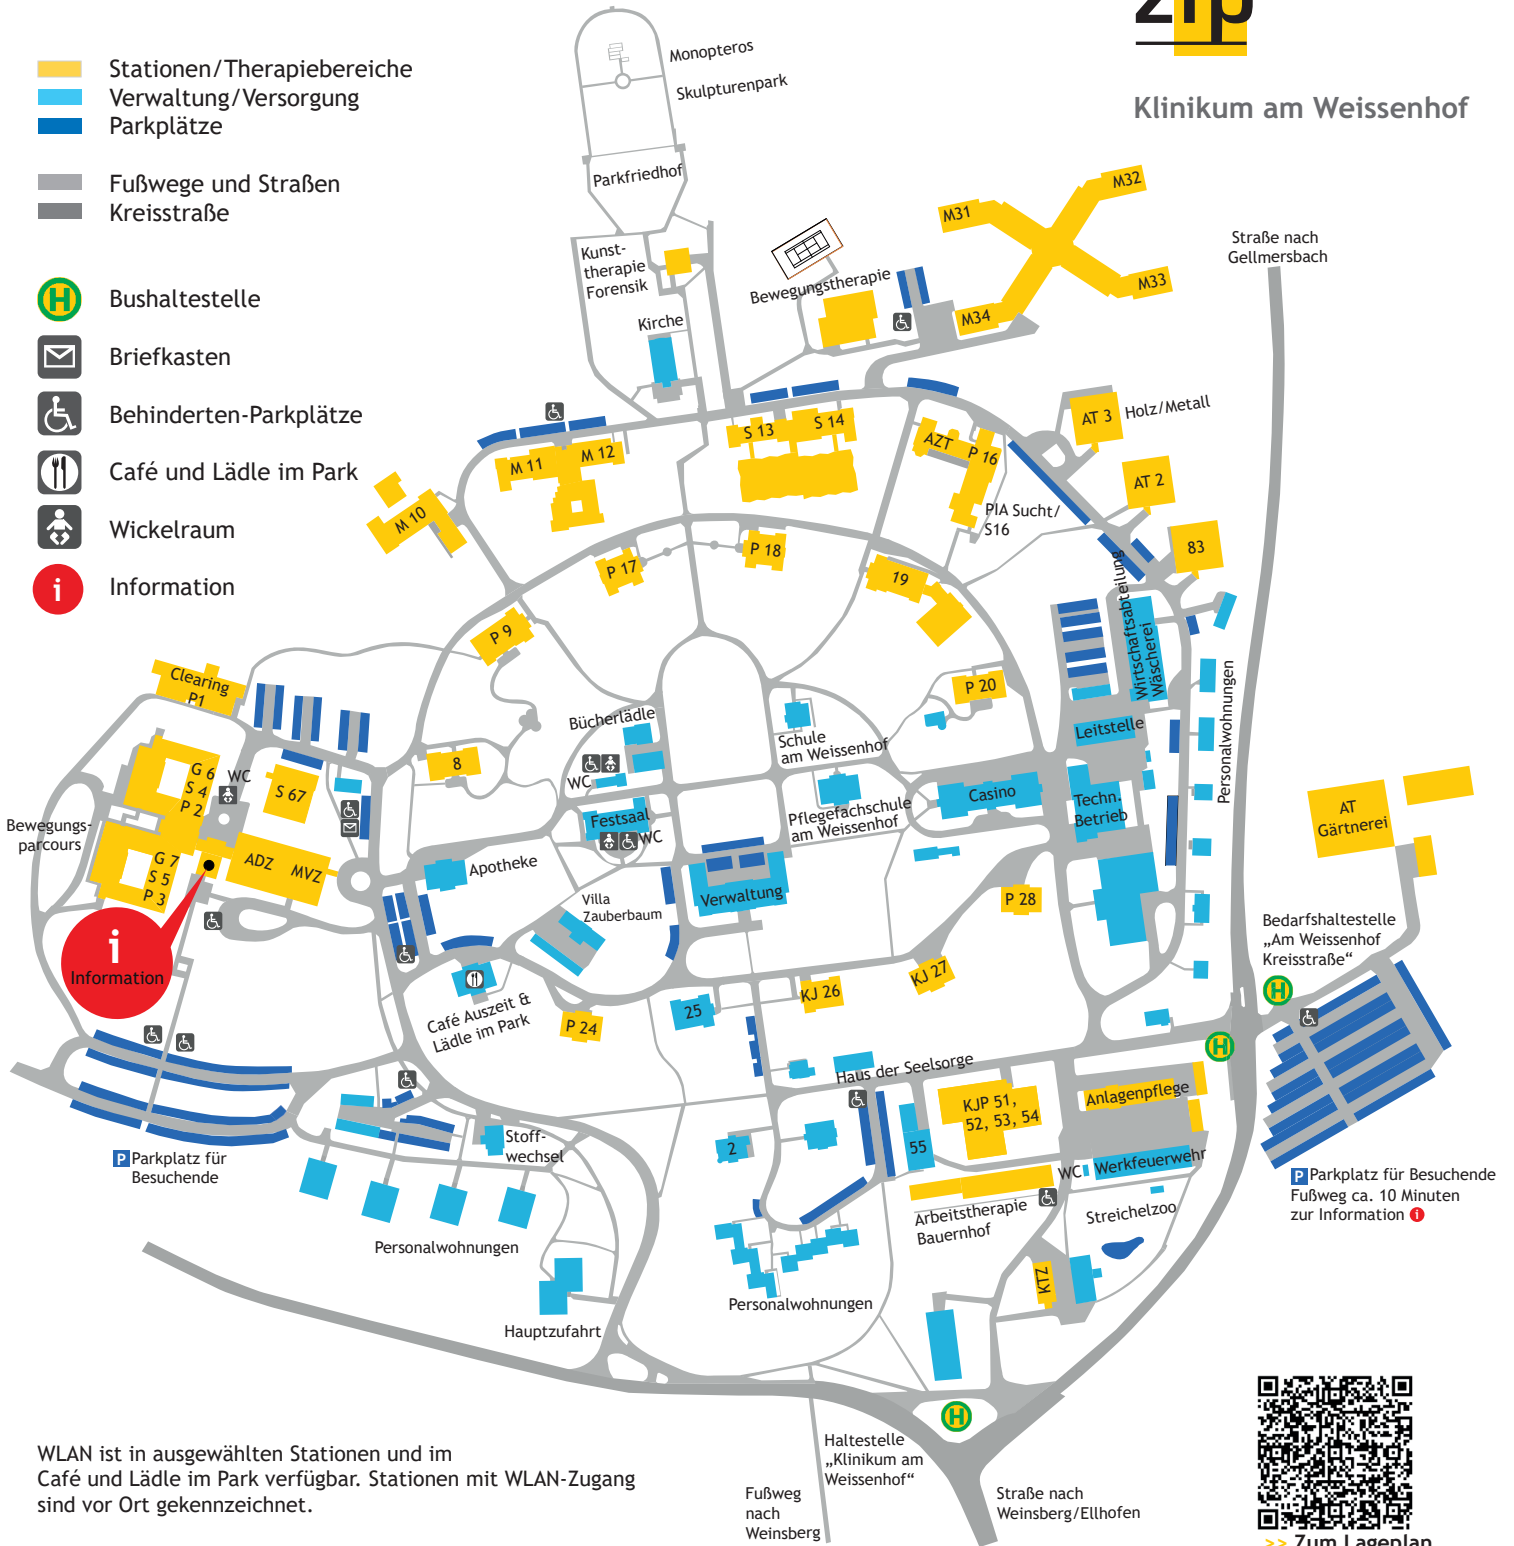 zfp
Klinikum am Weissenhof
Stationen/Therapiebereiche
Verwaltung/Versorgung
Parkplätze
Fußwege und Straßen
Kreisstraße
H
Bushaltestelle
Briefkasten
Behinderten-Parkplätze
Café und Lädle im Park
Wickelraum
i
Information
Monopteros
Skulpturenpark
Parkfriedhof
Kunst-
therapie
Forensik
Kirche
Bewegungstherapie
M31
M32
M33
M34
Straße nach
Gellmersbach
AT 3
Holz/Metall
AT 2
83
S 13
S 14
AZT
P 16
PIA Sucht/
S16
M 11
M 12
M 10
P 17
P 18
19
P 9
P 20
Wirtschaftsabteilung
Wäscherei
Leitstelle
Personalwohnungen
Clearing
P1
G 6
S 4
P 2
WC
S 67
8
Bücherlädle
WC
Schule
am Weissenhof
Festsaal
WC
Pflegefachschule
am Weissenhof
Casino
Techn.
Betrieb
AT
Gärtnerei
Bewegungs-
parcours
G 7
S 5
P 3
ADZ
MVZ
Apotheke
Villa
Zauberbaum
Verwaltung
P 28
Bedarfshaltestelle
„Am Weissenhof
Kreisstraße“
H
i
Information
Café Auszeit &
Lädle im Park
P 24
25
KJ 26
KJ 27
H
Haus der Seelsorge
KJP 51,
52, 53, 54
Anlagenpflege
55
2
Stoff-
wechsel
WC
Werkfeuerwehr
P Parkplatz für
Besuchende
P Parkplatz für Besuchende
Fußweg ca. 10 Minuten
zur Information i
Arbeitstherapie
Bauernhof
Streichelzoo
KTZ
Personalwohnungen
Personalwohnungen
Hauptzufahrt
H
Haltestelle
„Klinikum am
Weissenhof“
Fußweg
nach
Weinsberg
Straße nach
Weinsberg/Ellhofen
WLAN ist in ausgewählten Stationen und im
Café und Lädle im Park verfügbar. Stationen mit WLAN-Zugang
sind vor Ort gekennzeichnet.
>> Zum Lageplan